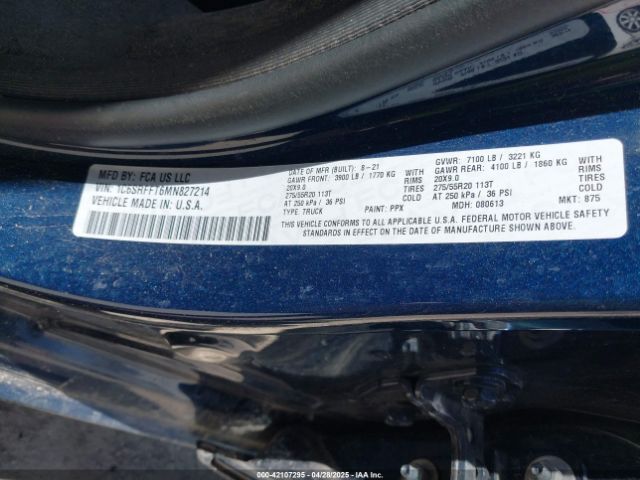 MFD BY: FCA US LLC
VIN: 1C6SRFFT6MN827214
VEHICLE MADE IN U.S.A.
DATE OF MFR (BUILT): 8-21
GAWR FRONT: 3900 LB / 1770 KG WITH
20X9.0 RIMS
275/55R20 113T TIRES
AT 250 kPa / 36 PSI
TYPE: TRUCK PAINT: PPX
GVWR: 7100 LB / 3221 KG
GAWR REAR: 4100 LB / 1860 KG WITH
20X9.0 RIMS
275/55R20 113T TIRES
AT 250 kPa / 36 PSI
MDH: 080613 MKT: 875
THIS VEHICLE CONFORMS TO ALL APPLICABLE U.S.A. FEDERAL MOTOR VEHICLE SAFETY
STANDARDS IN EFFECT ON THE DATE OF MANUFACTURE SHOWN ABOVE.
000-42107295 04/28/2025 Copyright IAA, LLC